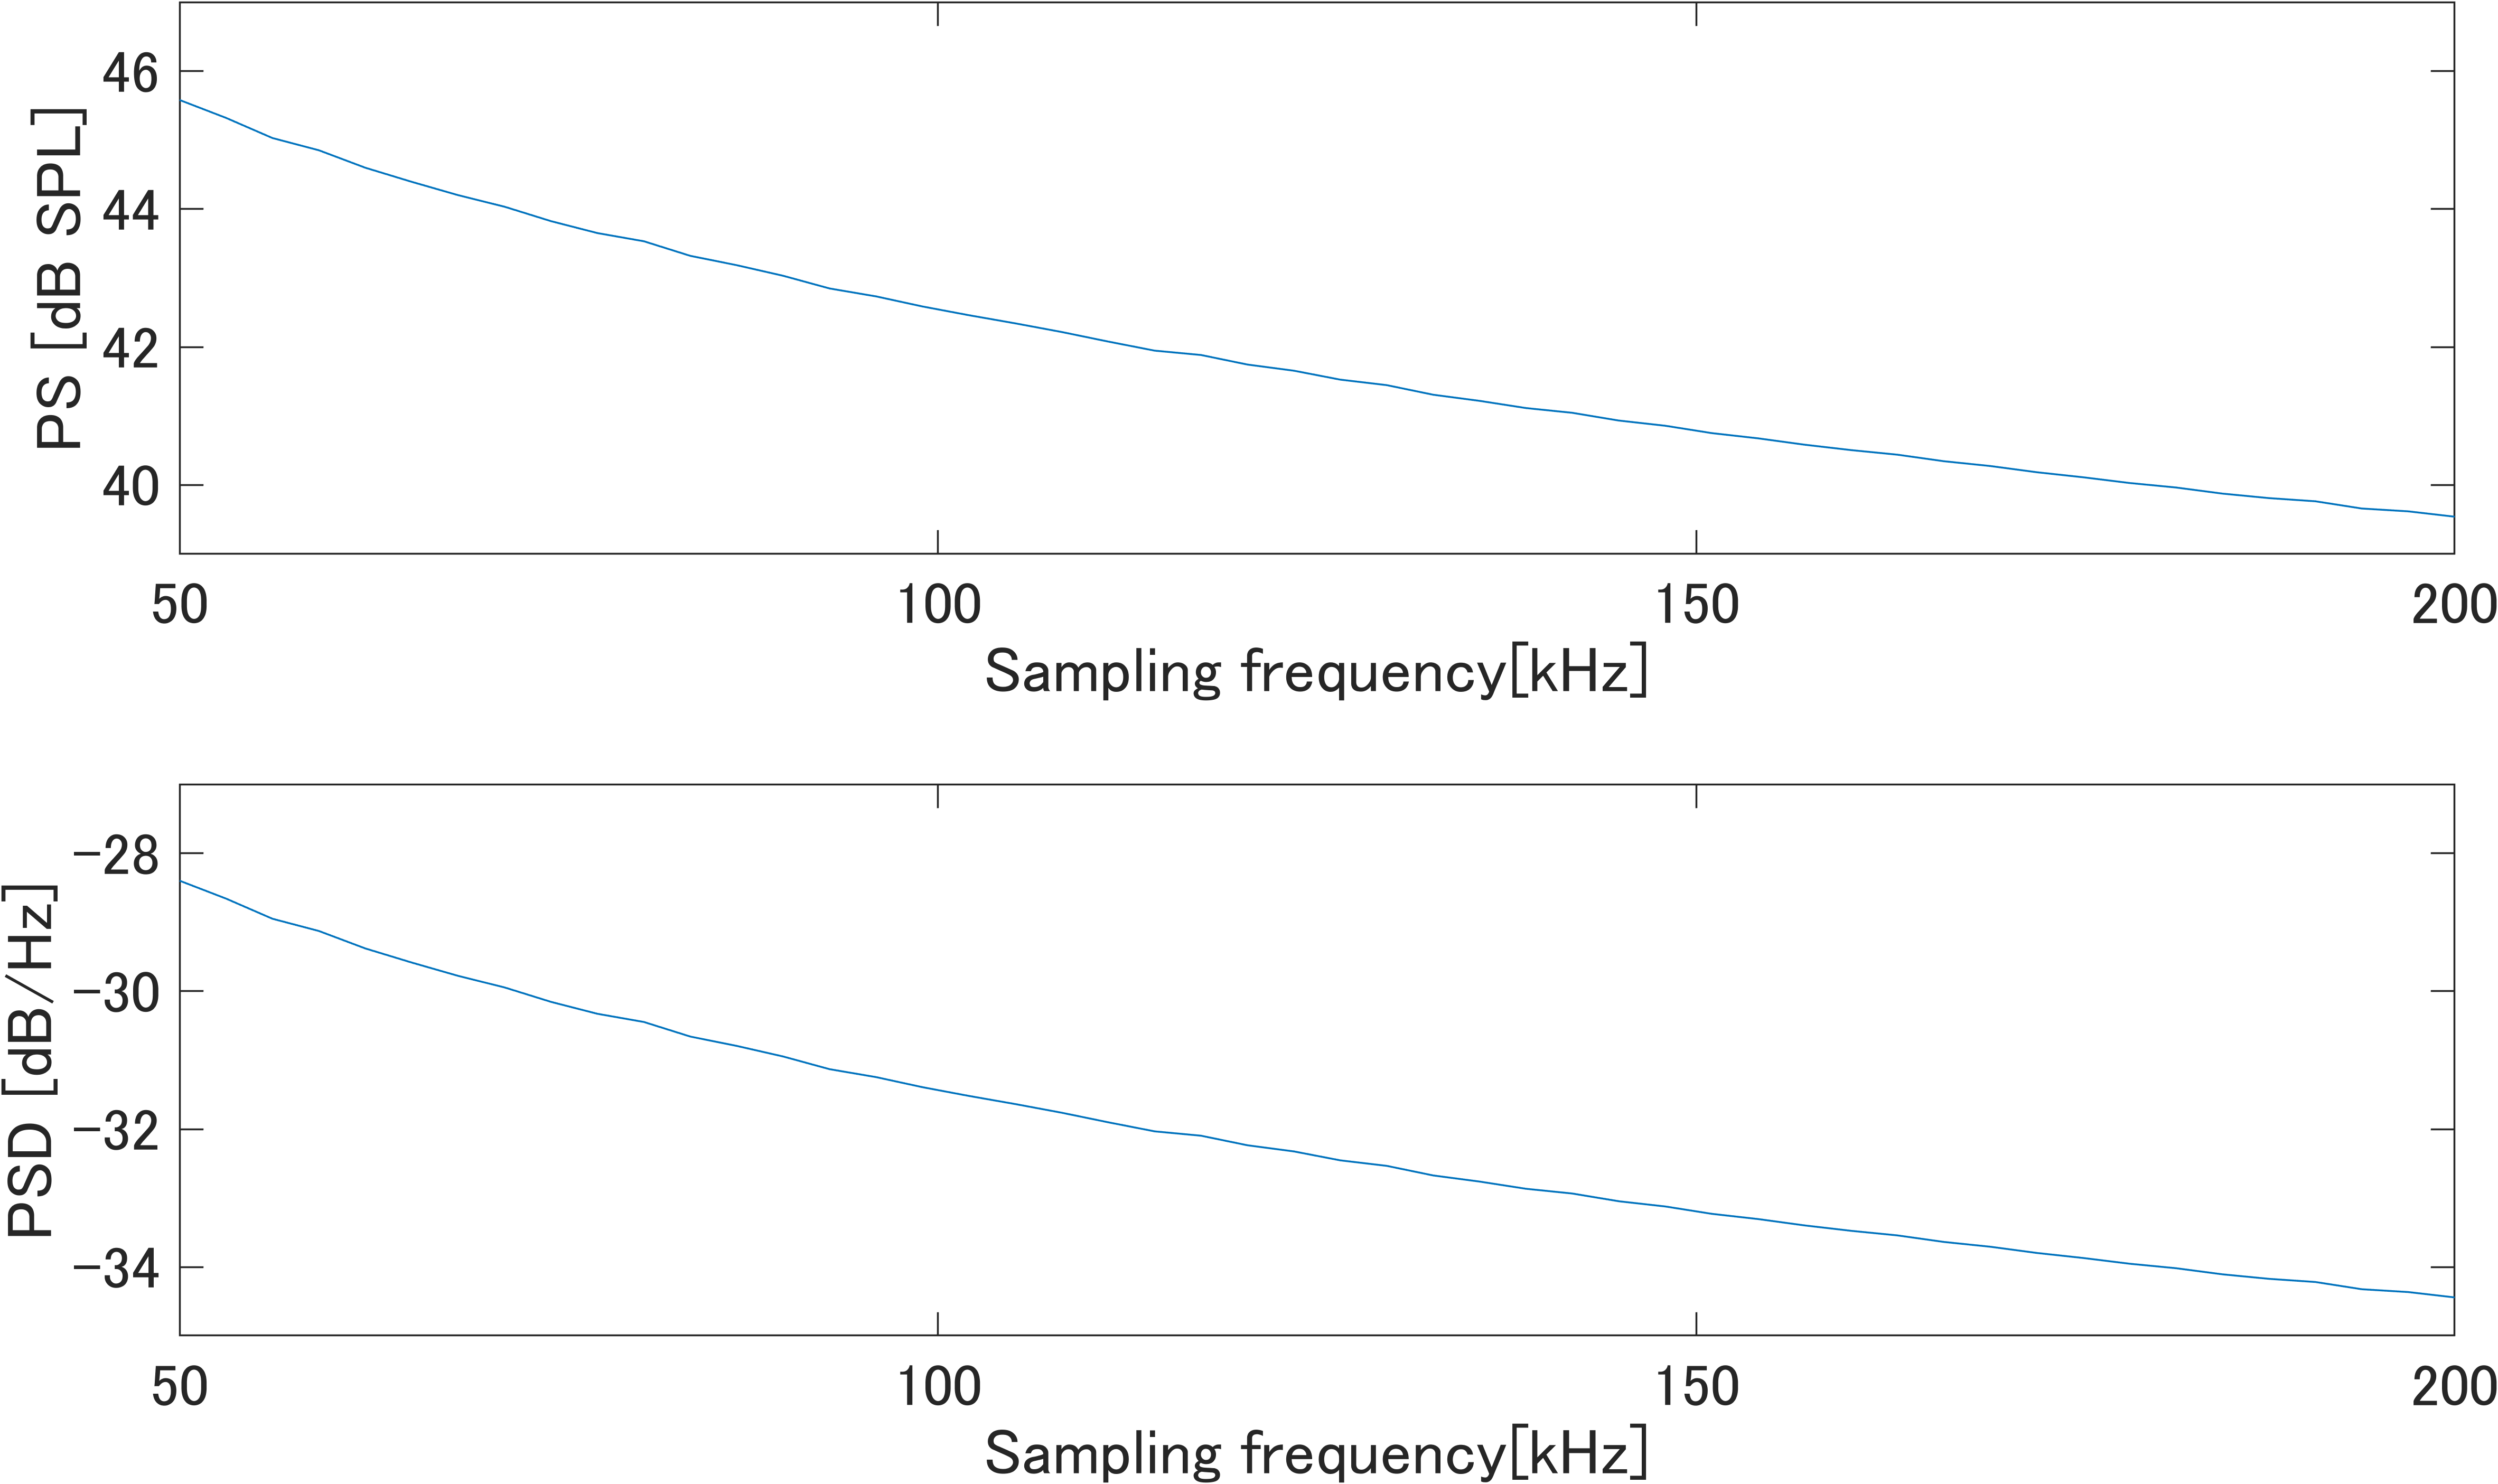 PS [dB SPL]
46
44
42
40
50 100 150 200
Sampling frequency[kHz]
PSD [dB/Hz]
−28
−30
−32
−34
50 100 150 200
Sampling frequency[kHz]